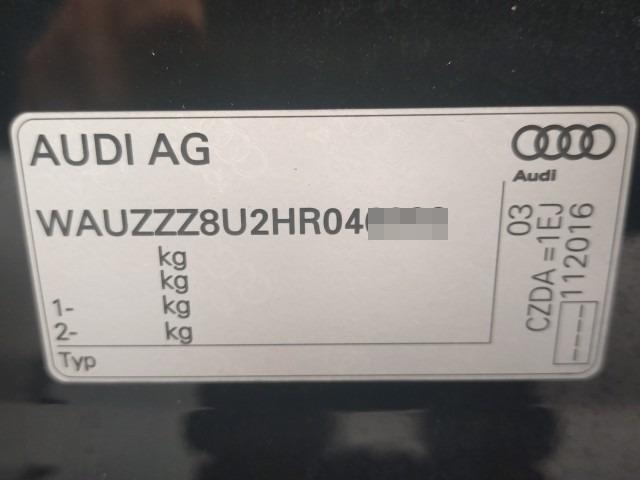 AUDI AG
Audi
WAUZZZ8U2HR04
kg
kg
1- kg
2- kg
Typ
03
CZDA =1EJ
112016
----